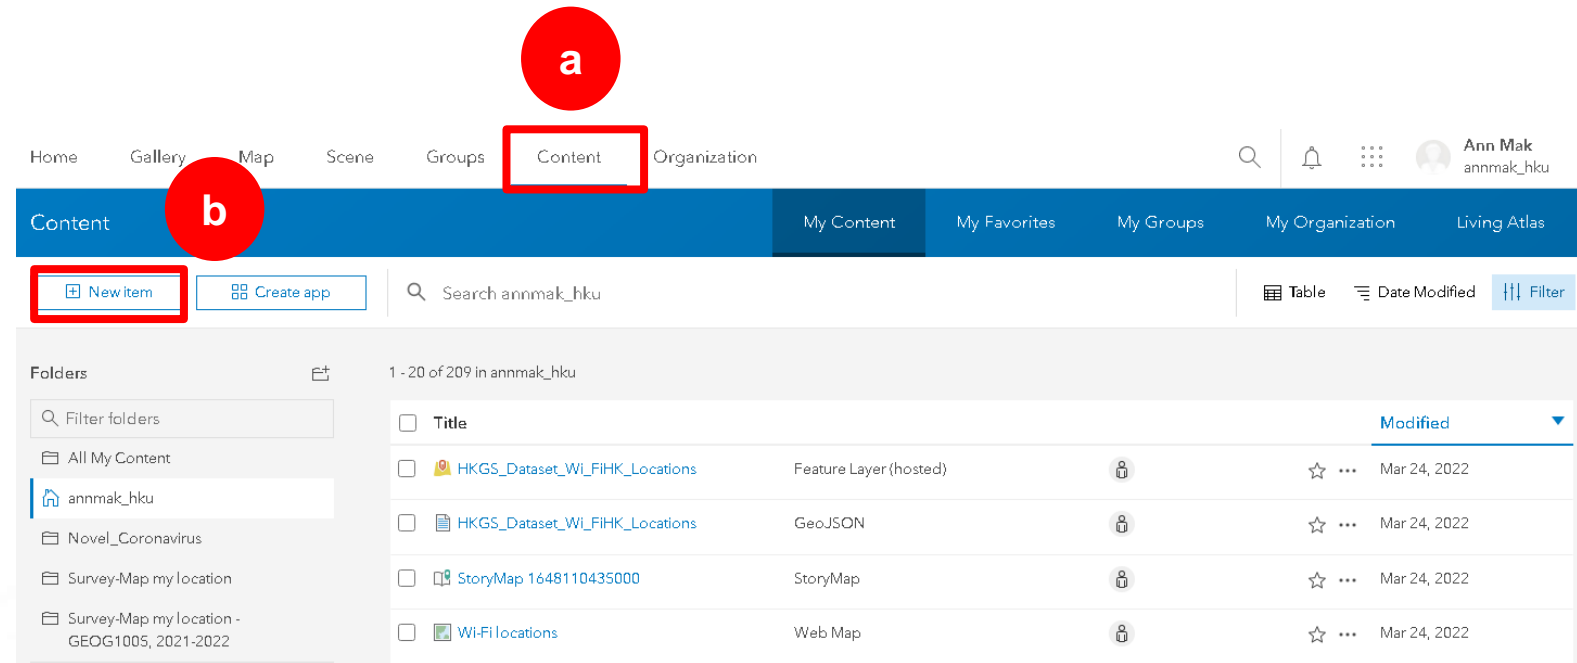 a
Home Gallery Map Scene Groups Content Organization
Ann Mak
annmak_hku
b
Content My Content My Favorites My Groups My Organization Living Atlas
New item Create app Search annmak_hku Table Date Modified Filter
Folders 1 - 20 of 209 in annmak_hku
Filter folders Title Modified
All My Content
HKGS_Dataset_Wi_FiHK_Locations Feature Layer (hosted) Mar 24, 2022
annmak_hku
HKGS_Dataset_Wi_FiHK_Locations GeoJSON Mar 24, 2022
Novel_Coronavirus
Survey-Map my location StoryMap 1648110435000 StoryMap Mar 24, 2022
Survey-Map my location -
GEOG1005, 2021-2022
Wi-Fi locations Web Map Mar 24, 2022